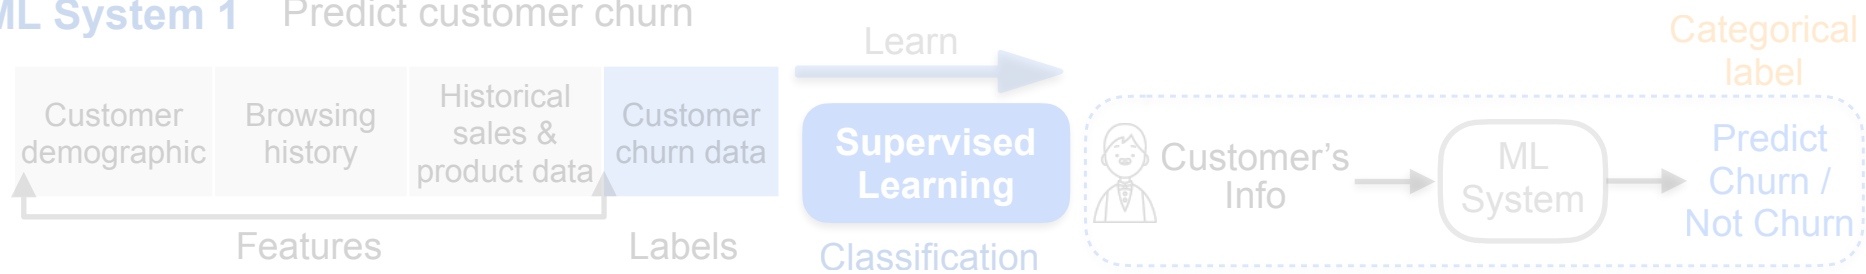 ML System 1 Predict customer churn
Learn
Categorical
label
Customer
demographic
Browsing
history
Historical
sales &
product data
Customer
churn data
Supervised
Learning
Customer's
Info
ML
System
Predict
Churn /
Not Churn
Features
Labels
Classification